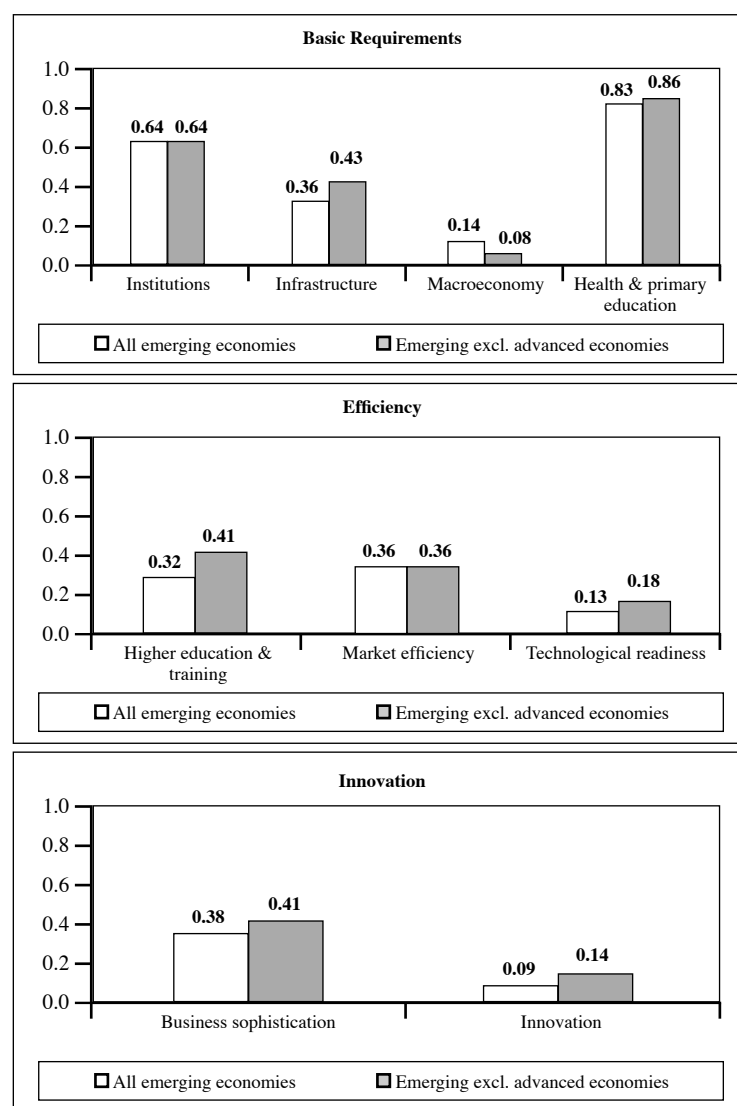 Basic Requirements
1.0
0.8
0.6
0.4
0.2
0.0
0.64 0.64
0.36 0.43
0.14 0.08
0.83 0.86
Institutions
Infrastructure
Macroeconomy
Health & primary
education
All emerging economies
Emerging excl. advanced economies
Efficiency
1.0
0.8
0.6
0.4
0.2
0.0
0.32 0.41
0.36 0.36
0.13 0.18
Higher education &
training
Market efficiency
Technological readiness
All emerging economies
Emerging excl. advanced economies
Innovation
1.0
0.8
0.6
0.4
0.2
0.0
0.38 0.41
0.09 0.14
Business sophistication
Innovation
All emerging economies
Emerging excl. advanced economies